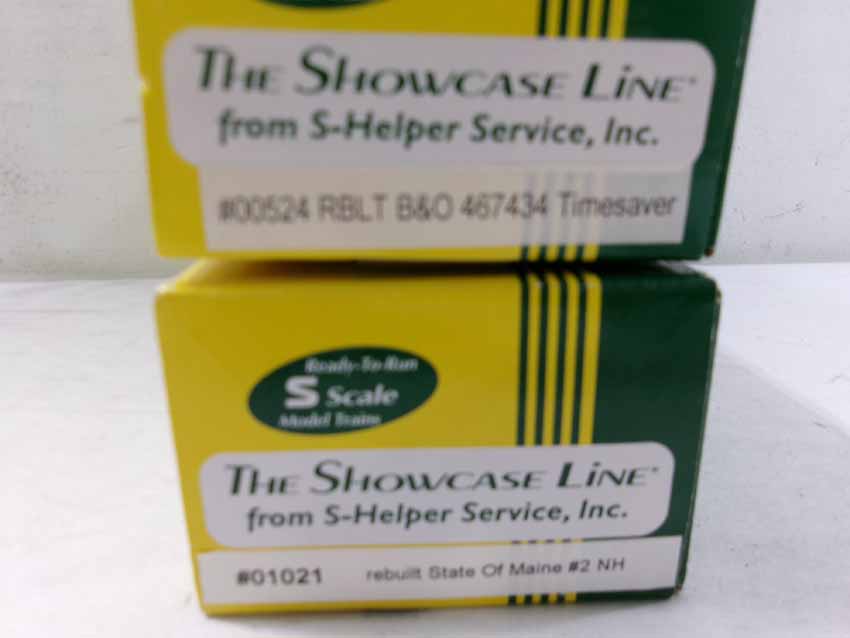 THE SHOWCASE LINE
from S-Helper Service, Inc.
#00524 RBLT B&O 467434 Timesaver
Ready-To-Run
S Scale
Model Trains
THE SHOWCASE LINE
from S-Helper Service, Inc.
#01021 rebuilt State Of Maine #2 NH